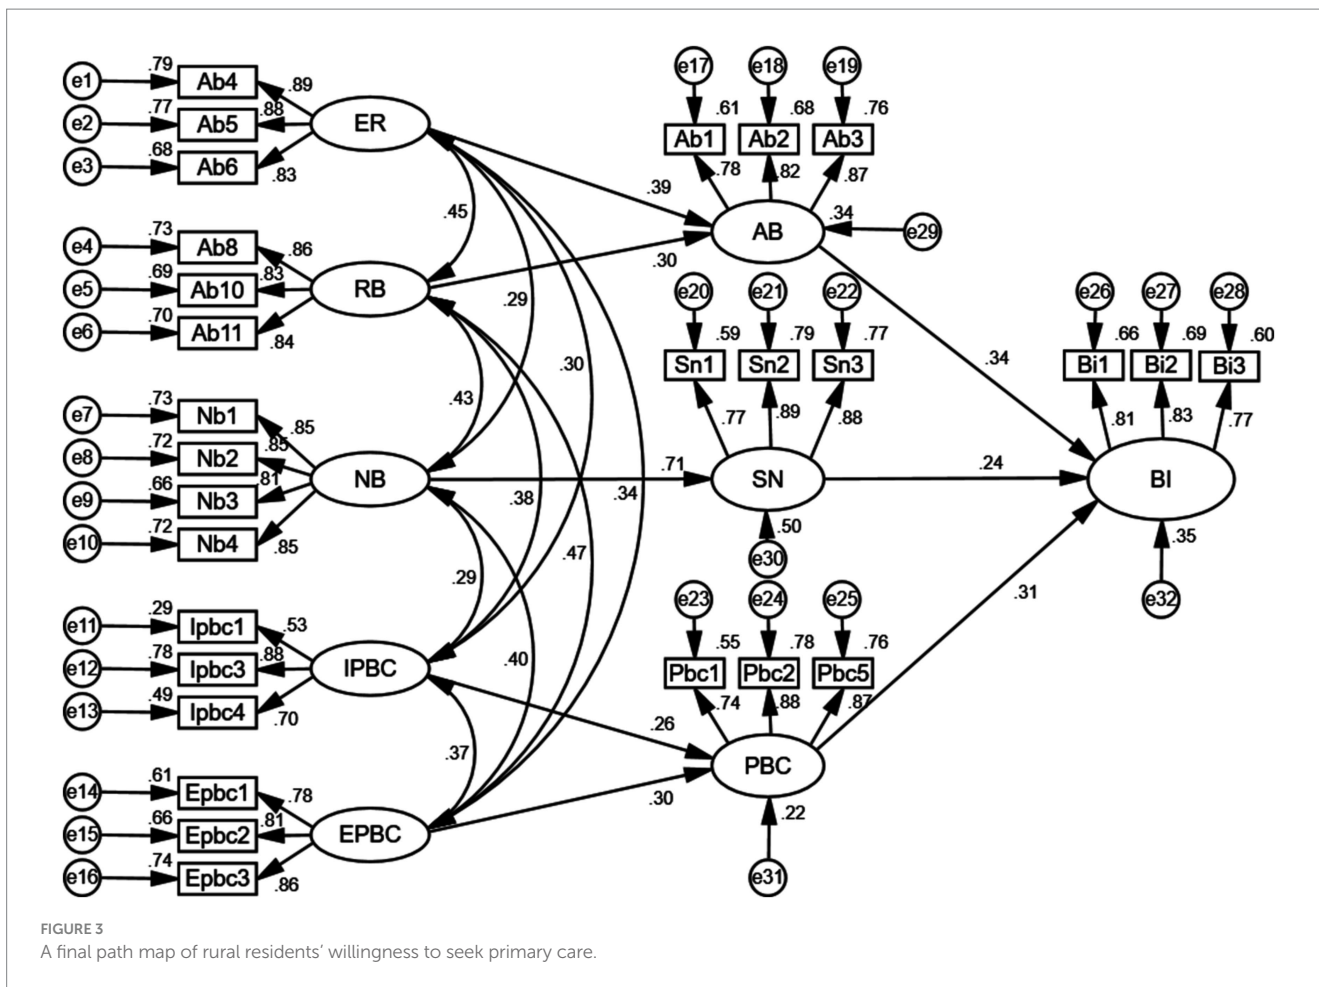 e1 .79 Ab4 .89
e2 .77 Ab5 .88 ER
e3 .68 Ab6 .83
e4 .73 Ab8 .86
e5 .69 Ab10 .83 RB
e6 .70 Ab11 .84
e7 .73 Nb1 .85
e8 .72 Nb2 .85 NB
e9 .66 Nb3 .81
e10 .72 Nb4 .85
e11 .29 Ipbc1 .53
e12 .78 Ipbc3 .88 IPBC
e13 .49 Ipbc4 .70
e14 .61 Epbc1 .78
e15 .66 Epbc2 .81 EPBC
e16 .74 Epbc3 .86
.45
.29
.30
.43
.38
.34
.47
.29
.40
.37
.39
.30
.71
.26
.30
e17 e18 e19
.61 .68 .76
Ab1 Ab2 Ab3
.78 .82 .87
AB .34 e29
e20 e21 e22
.59 .79 .77
Sn1 Sn2 Sn3
.77 .89 .88
SN
.50
e30
e23 e24 e25
.55 .78 .76
Pbc1 Pbc2 Pbc5
.74 .88 .87
PBC
.22
e31
.34
.24
.31
e26 e27 e28
.66 .69 .60
Bi1 Bi2 Bi3
.81 .83 .77
BI
.35
e32
FIGURE 3
A final path map of rural residents’ willingness to seek primary care.